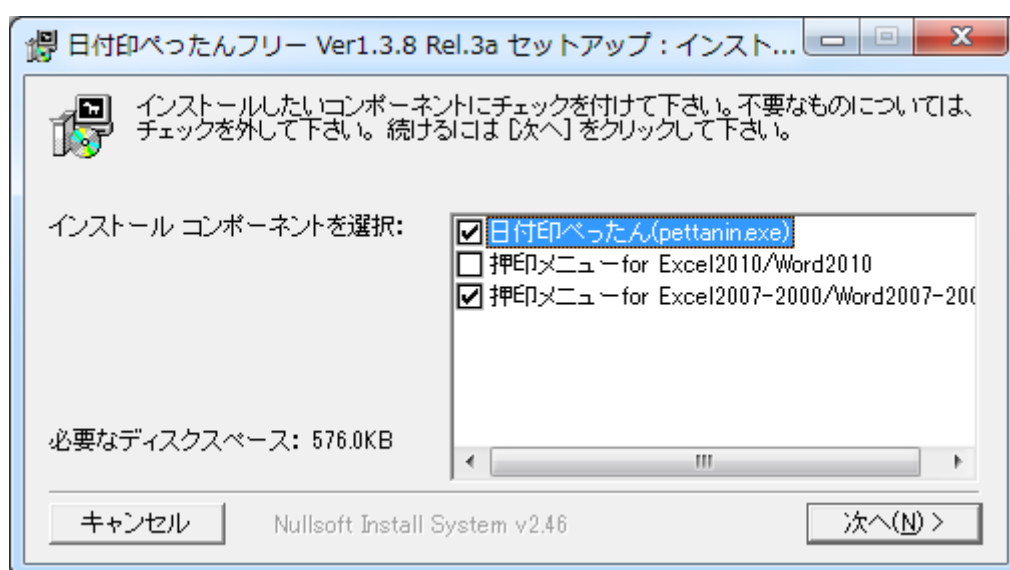 日付印ぺったんフリー Ver1.3.8 Rel.3a セットアップ：インスト...
インストールしたいコンポーネントにチェックを付けて下さい。不要なものについては、
チェックを外して下さい。 続けるには [次へ] をクリックして下さい。
インストール コンポーネントを選択:
日付印ぺったん(pettanin.exe)
押印メニューfor Excel2010/Word2010
押印メニューfor Excel2007-2000/Word2007-200
必要なディスクスペース: 576.0KB
キャンセル
Nullsoft Install System v2.46
次へ(N) >